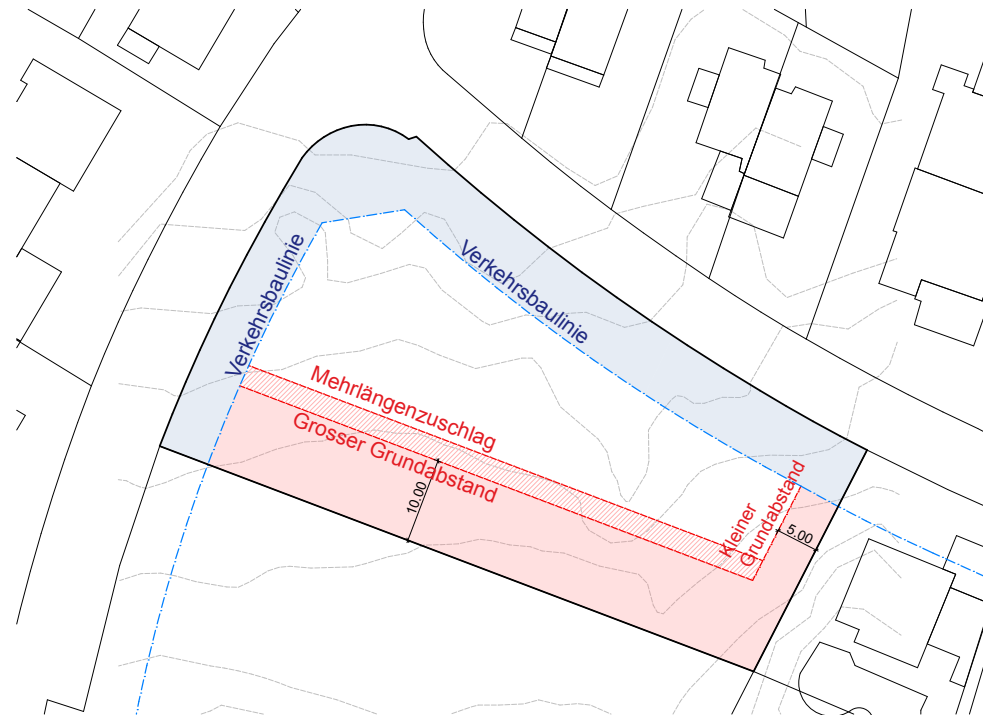 Verkehrsbaulinie
Verkehrsbaulinie
Mehrlängenzuschlag
Grosser Grundabstand
10.00
Kleiner
Grundabstand
5.00